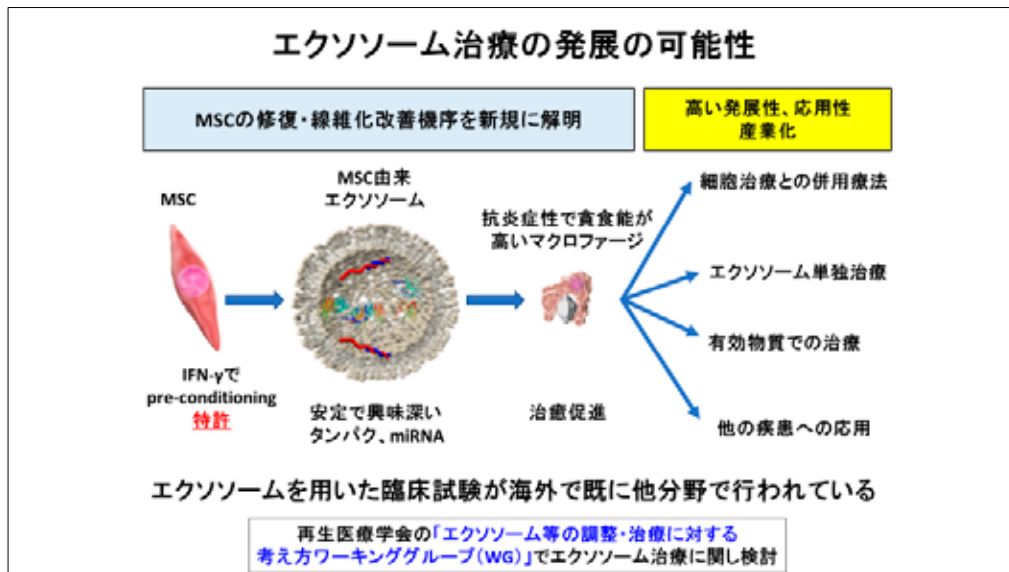 エクソソーム治療の発展の可能性
MSCの修復・線維化改善機序を新規に解明
高い発展性、応用性
産業化
MSC
MSC由来
エクソソーム
抗炎症性で貪食能が
高いマクロファージ
細胞治療との併用療法
エクソソーム単独治療
有効物質での治療
他の疾患への応用
IFN-γで
pre-conditioning
特許
安定で興味深い
タンパク、miRNA
治癒促進
エクソソームを用いた臨床試験が海外で既に他分野で行われている
再生医療学会の「エクソソーム等の調整・治療に対する
考え方ワーキンググループ(WG)」でエクソソーム治療に関し検討